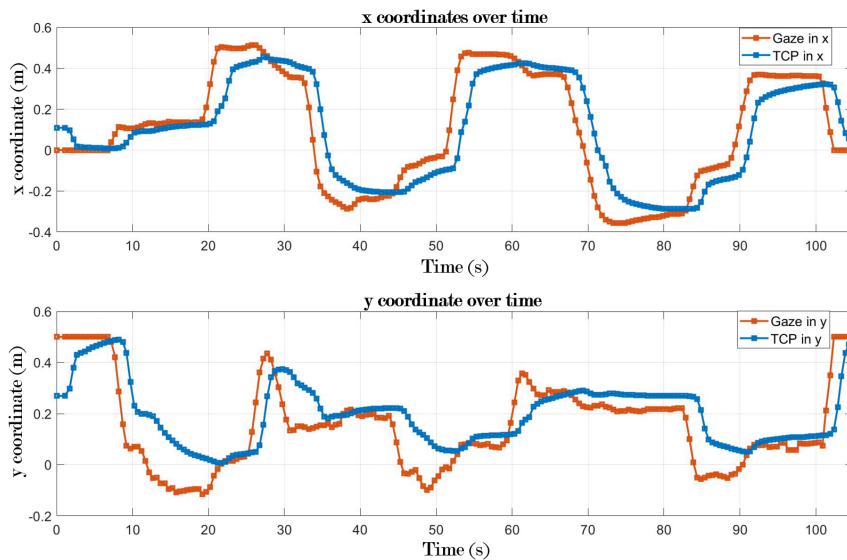 x coordinates over time
x coordinate (m)
0.6
0.4
0.2
0
-0.2
-0.4
Gaze in x
TCP in x
0 10 20 30 40 50 60 70 80 90 100
Time (s)
y coordinate over time
y coordinate (m)
0.6
0.4
0.2
0
-0.2
Gaze in y
TCP in y
0 10 20 30 40 50 60 70 80 90 100
Time (s)